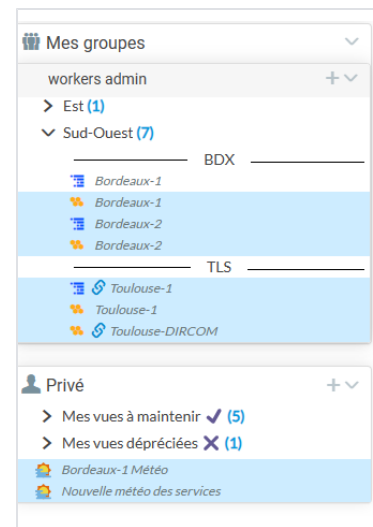 Mes groupes
workers admin
Est (1)
Sud-Ouest (7)
BDX
Bordeaux-1
Bordeaux-1
Bordeaux-2
Bordeaux-2
TLS
Toulouse-1
Toulouse-1
Toulouse-DIRCOM
Privé
Mes vues à maintenir ✔ (5)
Mes vues dépréciées ✕ (1)
Bordeaux-1 Météo
Nouvelle météo des services